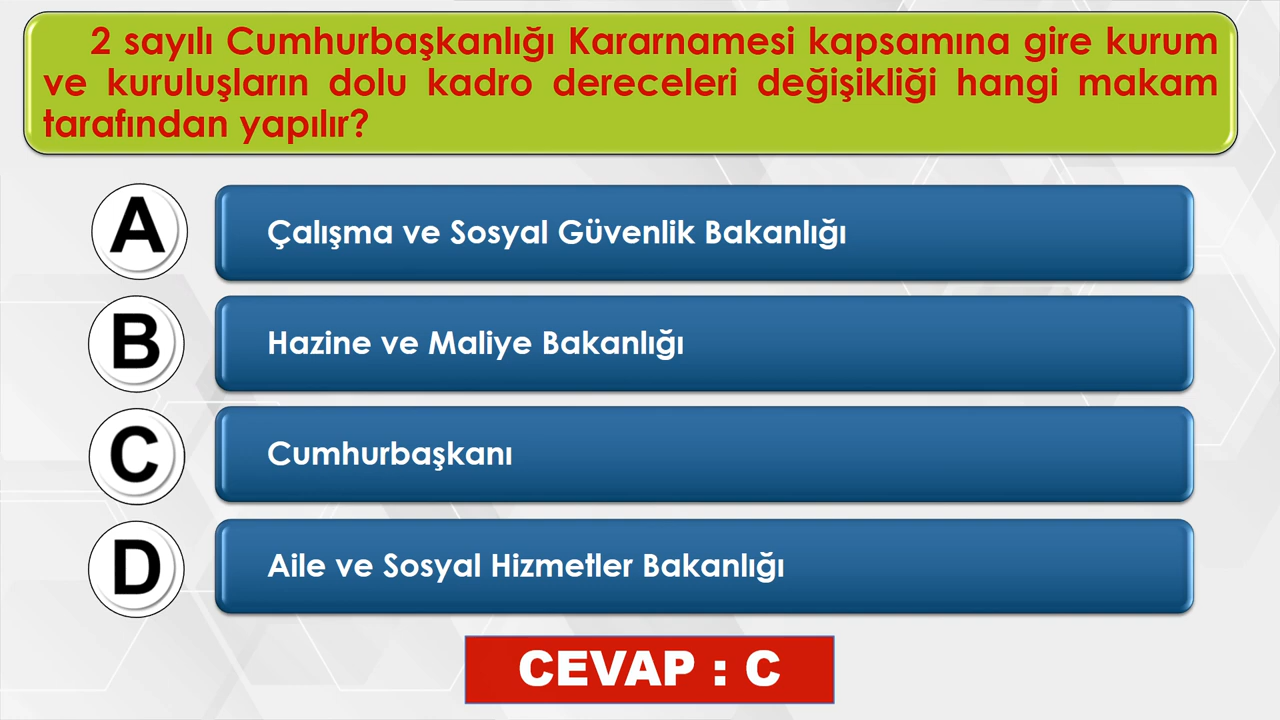 2 sayılı Cumhurbaşkanlığı Kararnamesi kapsamına gire kurum
ve kuruluşların dolu kadro dereceleri değişikliği hangi makam
tarafından yapılır?
A
Çalışma ve Sosyal Güvenlik Bakanlığı
B
Hazine ve Maliye Bakanlığı
C
Cumhurbaşkanı
D
Aile ve Sosyal Hizmetler Bakanlığı
CEVAP : C